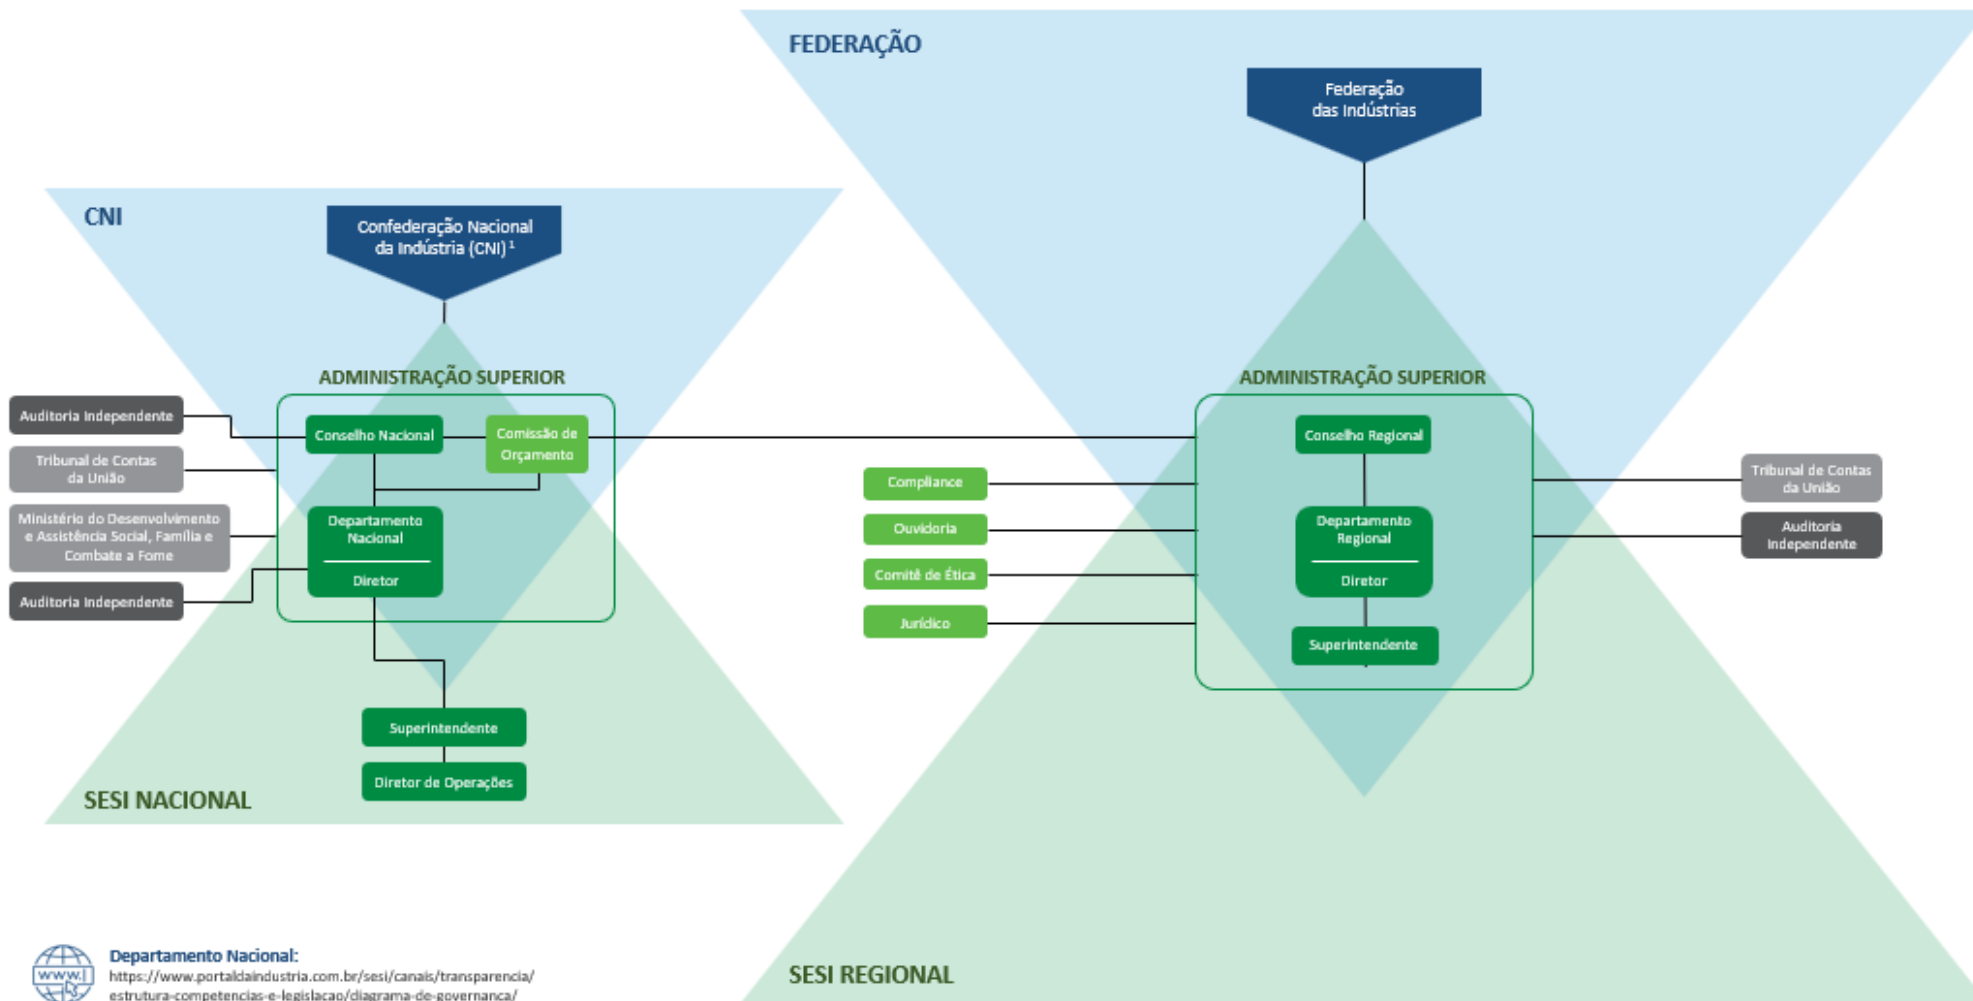 FEDERAÇÃO
Federação
das Indústrias
CNI
Confederação Nacional
da Indústria (CNI)¹
ADMINISTRAÇÃO SUPERIOR
Auditoria Independente
Tribunal de Contas
da União
Ministério do Desenvolvimento
e Assistência Social, Família e
Combate a Fome
Auditoria Independente
Conselho Nacional
Comissão de
Orçamento
Departamento
Nacional
Diretor
Superintendente
Diretor de Operações
SESI NACIONAL
ADMINISTRAÇÃO SUPERIOR
Compliance
Ouvidoria
Comitê de Ética
Jurídico
Conselho Regional
Departamento
Regional
Diretor
Superintendente
Tribunal de Contas
da União
Auditoria
Independente
SESI REGIONAL
www.
Departamento Nacional:
https://www.portaldaindustria.com.br/sesi/canais/transparencia/
estrutura-competencias-e-legislacao/diagrama-de-governanca/